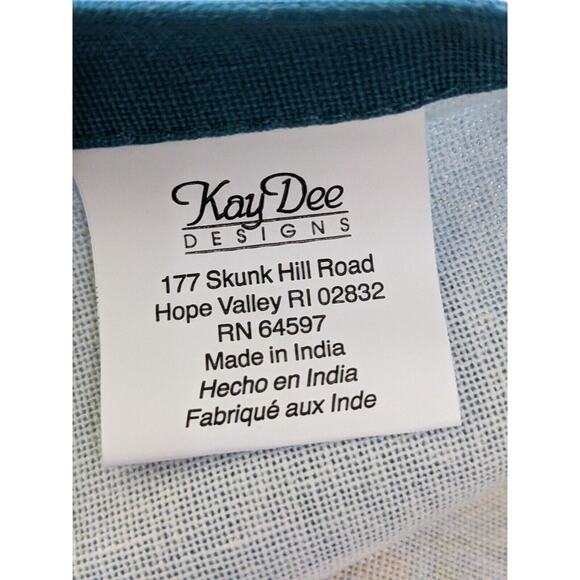 Kay Dee
DESIGNS
177 Skunk Hill Road
Hope Valley RI 02832
RN 64597
Made in India
Hecho en India
Fabriqué aux Inde